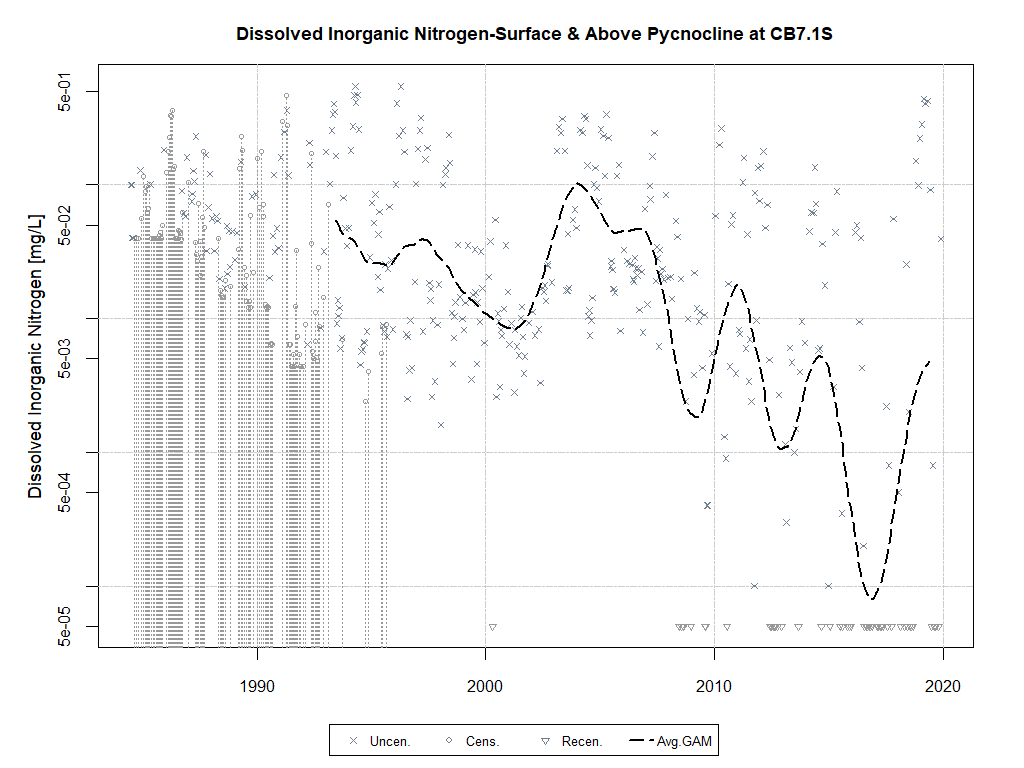 Dissolved Inorganic Nitrogen-Surface & Above Pycnocline at CB7.1S
Dissolved Inorganic Nitrogen [mg/L]
5e-01
5e-02
5e-03
5e-04
5e-05
1990 2000 2010 2020
Uncen. Cens. Recen. Avg.GAM